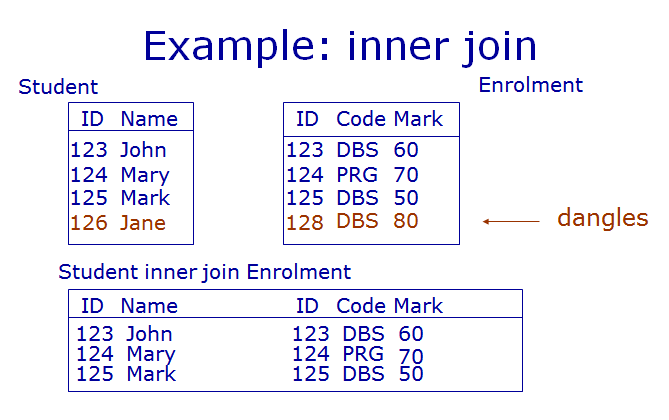 Example: inner join
Student
Enrolment
ID Name
123 John
124 Mary
125 Mark
126 Jane
ID Code Mark
123 DBS 60
124 PRG 70
125 DBS 50
128 DBS 80
dangles
Student inner join Enrolment
ID Name ID Code Mark
123 John 123 DBS 60
124 Mary 124 PRG 70
125 Mark 125 DBS 50